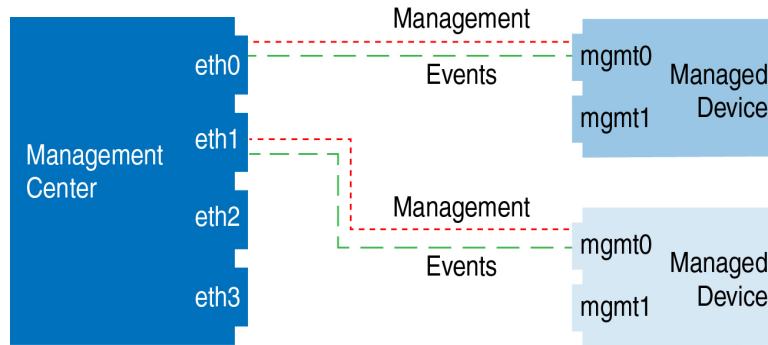 Management
eth0
Events
mgmt0
Managed
Device
mgmt1
eth1
Management
Center
eth2
Management
Events
mgmt0
Managed
Device
eth3
mgmt1